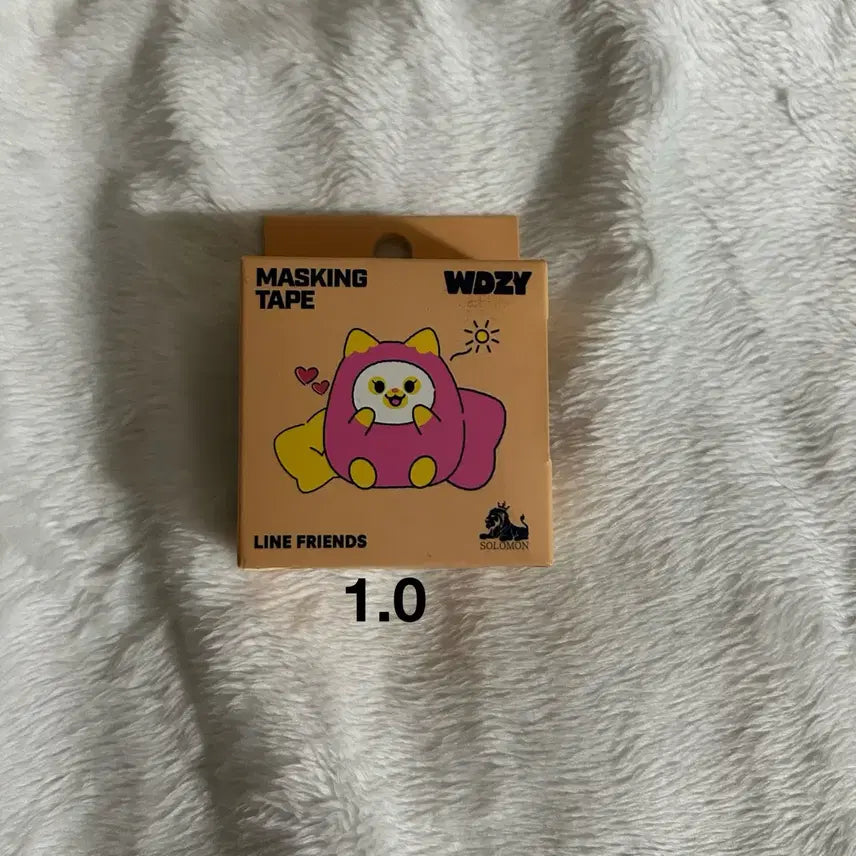 MASKING
TAPE
WDZY
LINE FRIENDS
SOLOMON
1.0